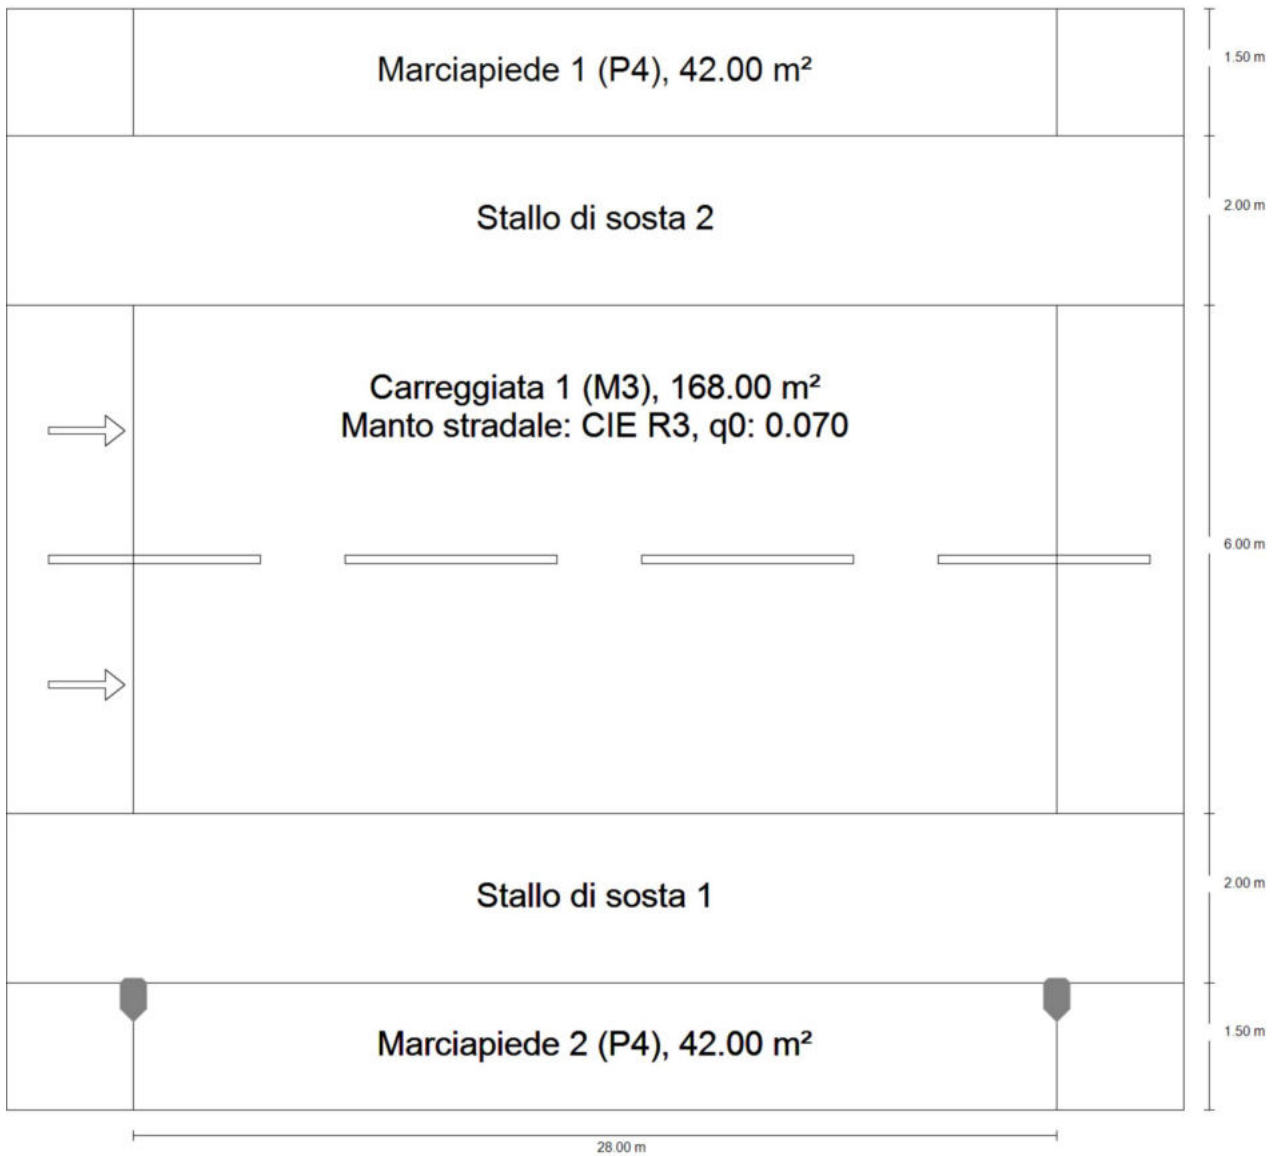 Marciapiede 1 (P4), 42.00 m²
1.50 m
Stallo di sosta 2
2.00 m
Carreggiata 1 (M3), 168.00 m²
Manto stradale: CIE R3, q0: 0.070
6.00 m
Stallo di sosta 1
2.00 m
Marciapiede 2 (P4), 42.00 m²
1.50 m
28.00 m